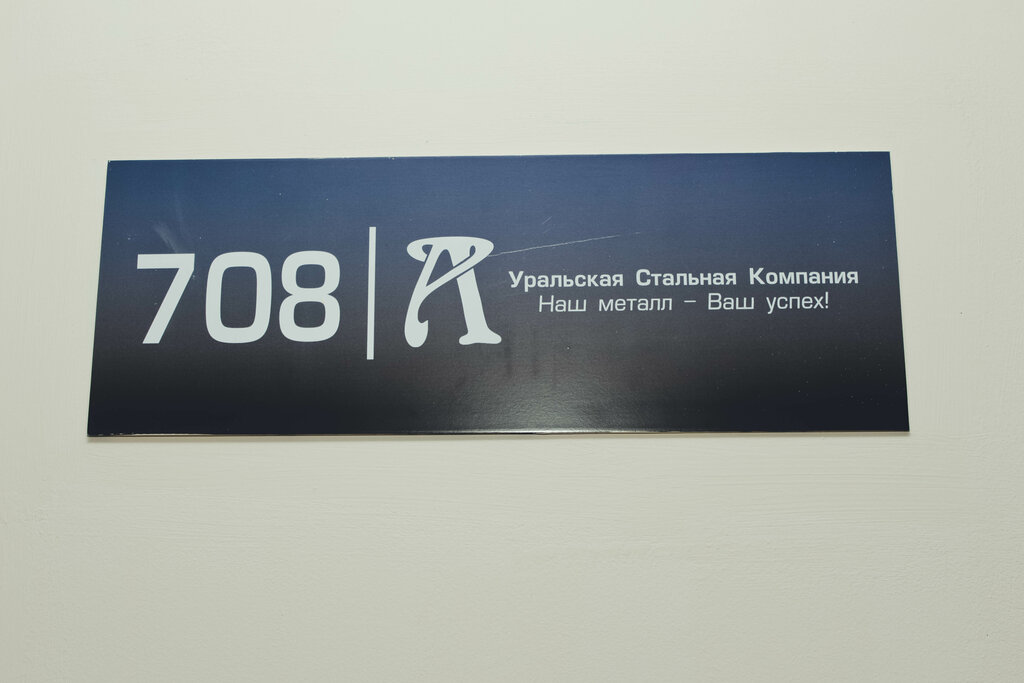 708
А
Уральская Стальная Компания
Наш металл – Ваш успех!